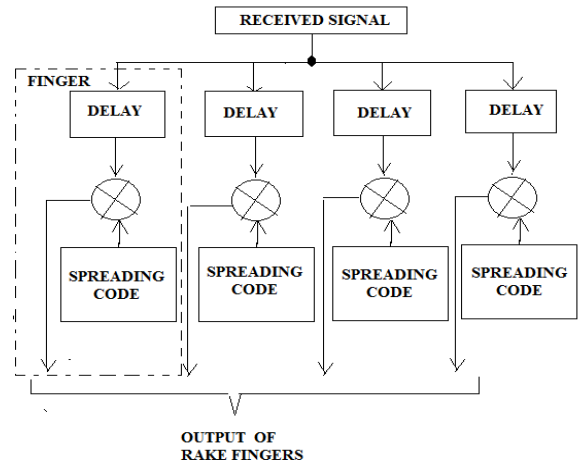 RECEIVED SIGNAL
FINGER
DELAY
DELAY
DELAY
DELAY
SPREADING
CODE
SPREADING
CODE
SPREADING
CODE
SPREADING
CODE
OUTPUT OF
RAKE FINGERS